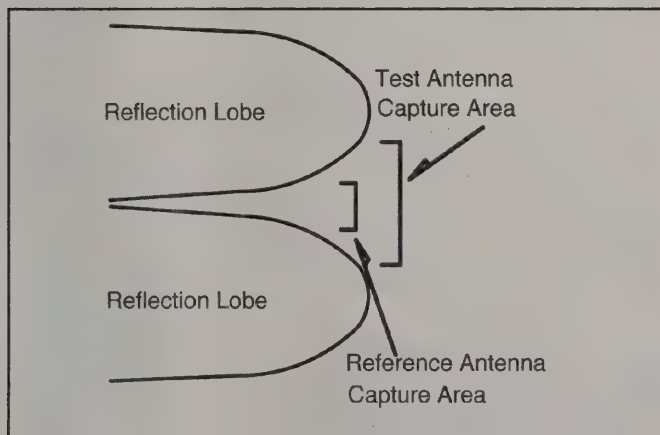 Reflection Lobe
Test Antenna
Capture Area
Reflection Lobe
Reference Antenna
Capture Area